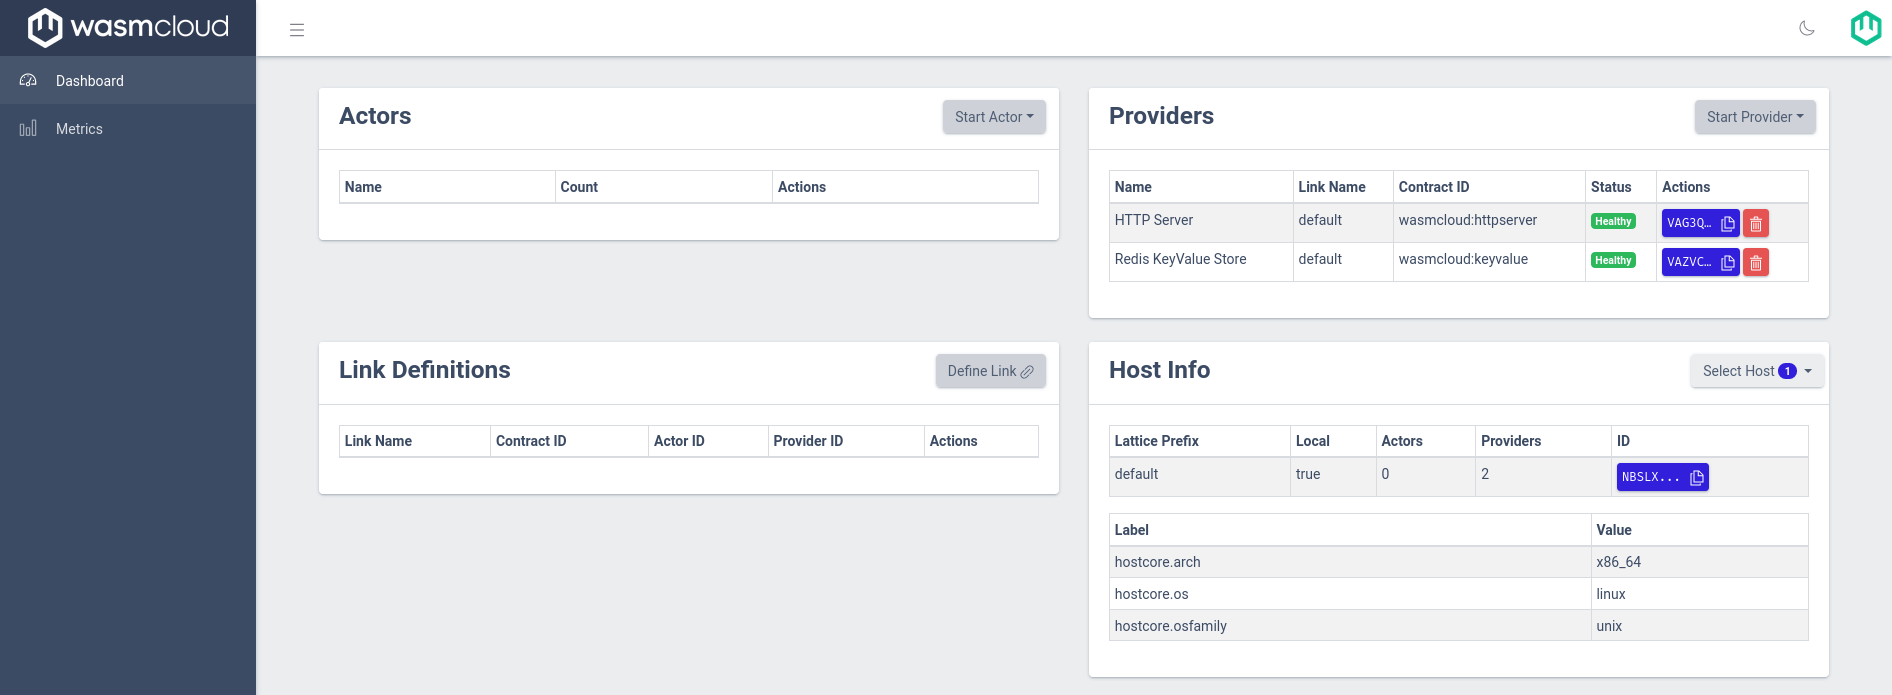 wasmcloud
Dashboard
Metrics
Actors
Start Actor
Name Count Actions
Providers
Start Provider
Name Link Name Contract ID Status Actions
HTTP Server default wasmcloud:httpserver Healthy VAG3Q…
Redis KeyValue Store default wasmcloud:keyvalue Healthy VAZVC…
Link Definitions
Define Link
Link Name Contract ID Actor ID Provider ID Actions
Host Info
Select Host 1
Lattice Prefix Local Actors Providers ID
default true 0 2 NBSLX...
Label Value
hostcore.arch x86_64
hostcore.os linux
hostcore.osfamily unix